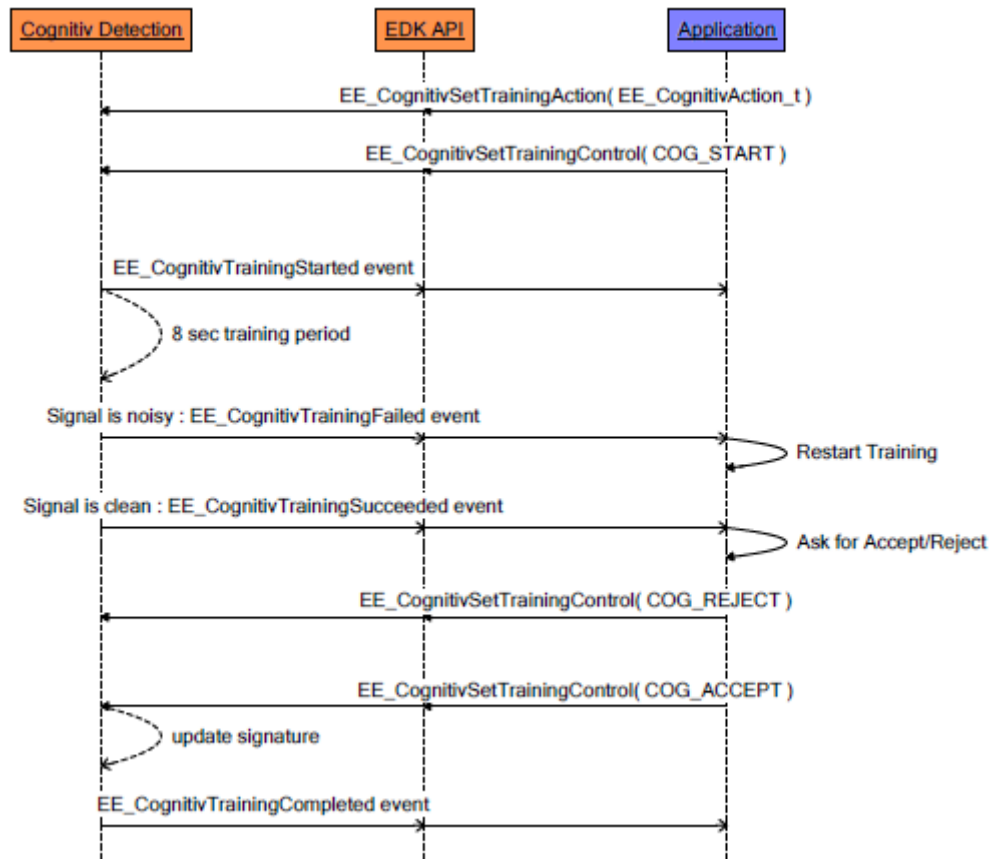 Cognitiv Detection
EDK API
Application
EE_CognitivSetTrainingAction( EE_CognitivAction_t )
EE_CognitivSetTrainingControl( COG_START )
EE_CognitivTrainingStarted event
8 sec training period
Signal is noisy : EE_CognitivTrainingFailed event
Restart Training
Signal is clean : EE_CognitivTrainingSucceeded event
Ask for Accept/Reject
EE_CognitivSetTrainingControl( COG_REJECT )
EE_CognitivSetTrainingControl( COG_ACCEPT )
update signature
EE_CognitivTrainingCompleted event